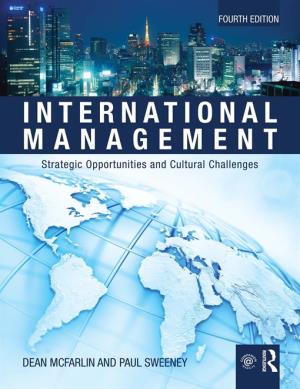 FOURTH EDITION
INTERNATIONAL
MANAGEMENT
Strategic Opportunities and Cultural Challenges
DEAN MCFARLIN AND PAUL SWEENEY
R